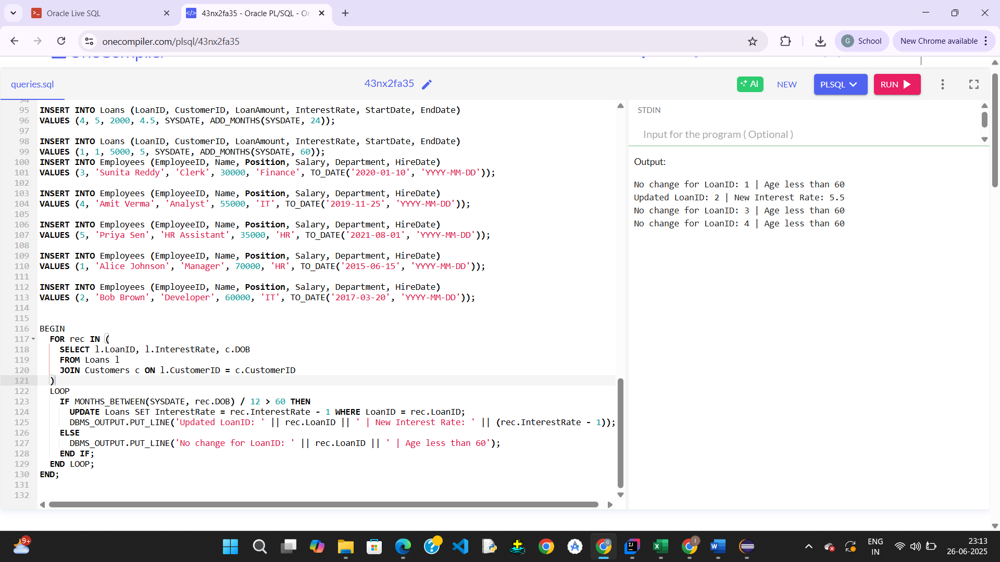 Oracle Live SQL
43nx2fa35 - Oracle PL/SQL - On
onecompiler.com/plsql/43nx2fa35
G School
New Chrome available
queries.sql
43nx2fa35
AI
NEW
PLSQL
RUN
94
95 INSERT INTO Loans (LoanID, CustomerID, LoanAmount, InterestRate, StartDate, EndDate)
96 VALUES (4, 5, 2000, 4.5, SYSDATE, ADD_MONTHS(SYSDATE, 24));
97
98 INSERT INTO Loans (LoanID, CustomerID, LoanAmount, InterestRate, StartDate, EndDate)
99 VALUES (1, 1, 5000, 5, SYSDATE, ADD_MONTHS(SYSDATE, 60));
100 INSERT INTO Employees (EmployeeID, Name, Position, Salary, Department, HireDate)
101 VALUES (3, 'Sunita Reddy', 'Clerk', 30000, 'Finance', TO_DATE('2020-01-10', 'YYYY-MM-DD'));
102
103 INSERT INTO Employees (EmployeeID, Name, Position, Salary, Department, HireDate)
104 VALUES (4, 'Amit Verma', 'Analyst', 55000, 'IT', TO_DATE('2019-11-25', 'YYYY-MM-DD'));
105
106 INSERT INTO Employees (EmployeeID, Name, Position, Salary, Department, HireDate)
107 VALUES (5, 'Priya Sen', 'HR Assistant', 35000, 'HR', TO_DATE('2021-08-01', 'YYYY-MM-DD'));
108
109 INSERT INTO Employees (EmployeeID, Name, Position, Salary, Department, HireDate)
110 VALUES (1, 'Alice Johnson', 'Manager', 70000, 'HR', TO_DATE('2015-06-15', 'YYYY-MM-DD'));
111
112 INSERT INTO Employees (EmployeeID, Name, Position, Salary, Department, HireDate)
113 VALUES (2, 'Bob Brown', 'Developer', 60000, 'IT', TO_DATE('2017-03-20', 'YYYY-MM-DD'));
114
115
116 BEGIN
117 FOR rec IN (
118 SELECT l.LoanID, l.InterestRate, c.DOB
119 FROM Loans l
120 JOIN Customers c ON l.CustomerID = c.CustomerID
121 )
122 LOOP
123 IF MONTHS_BETWEEN(SYSDATE, rec.DOB) / 12 > 60 THEN
124 UPDATE Loans SET InterestRate = rec.InterestRate - 1 WHERE LoanID = rec.LoanID;
125 DBMS_OUTPUT.PUT_LINE('Updated LoanID: ' || rec.LoanID || ' | New Interest Rate: ' || (rec.InterestRate - 1));
126 ELSE
127 DBMS_OUTPUT.PUT_LINE('No change for LoanID: ' || rec.LoanID || ' | Age less than 60');
128 END IF;
129 END LOOP;
130 END;
131
132
STDIN
Input for the program ( Optional )
Output:
No change for LoanID: 1 | Age less than 60
Updated LoanID: 2 | New Interest Rate: 5.5
No change for LoanID: 3 | Age less than 60
No change for LoanID: 4 | Age less than 60
9+
ENG
IN
23:13
26-06-2025